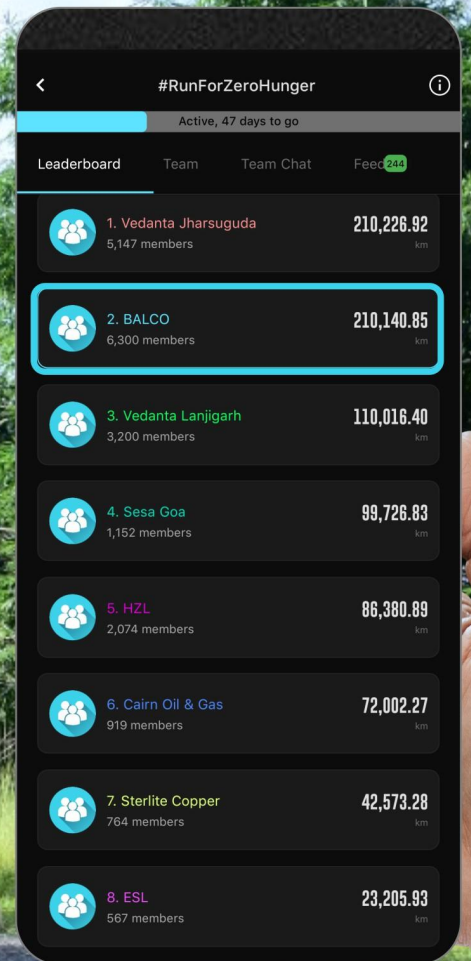 #RunForZeroHunger
Active, 47 days to go
Leaderboard Team Team Chat Feed 244
1. Vedanta Jharsuguda 210,226.92
5,147 members km
2. BALCO 210,140.85
6,300 members km
3. Vedanta Lanjigarh 110,016.40
3,200 members km
4. Sesa Goa 99,726.83
1,152 members km
5. HZL 86,380.89
2,074 members km
6. Cairn Oil & Gas 72,002.27
919 members km
7. Sterlite Copper 42,573.28
764 members km
8. ESL 23,205.93
567 members km